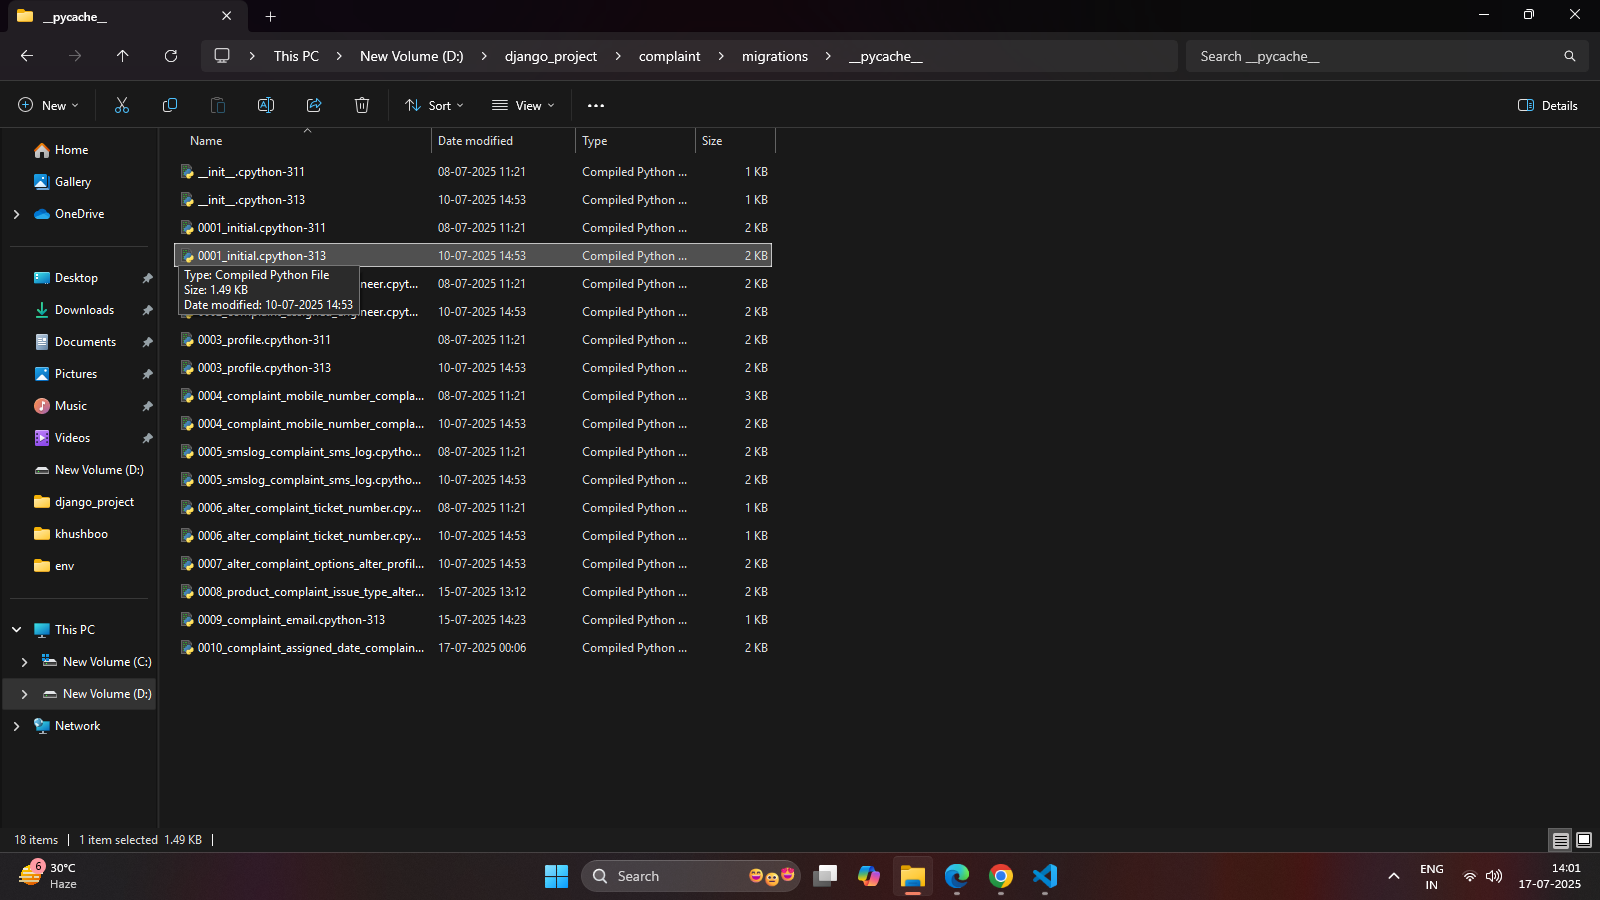 __pycache__
This PC
New Volume (D:)
django_project
complaint
migrations
__pycache__
Search __pycache__
New
Sort
View
Details
Name
Date modified
Type
Size
Home
Gallery
OneDrive
Desktop
Downloads
Documents
Pictures
Music
Videos
New Volume (D:)
django_project
khushboo
env
This PC
New Volume (C:)
New Volume (D:)
Network
__init__.cpython-311 08-07-2025 11:21 Compiled Python ... 1 KB
__init__.cpython-313 10-07-2025 14:53 Compiled Python ... 1 KB
0001_initial.cpython-311 08-07-2025 11:21 Compiled Python ... 2 KB
0001_initial.cpython-313 10-07-2025 14:53 Compiled Python ... 2 KB
Type: Compiled Python File
Size: 1.49 KB
Date modified: 10-07-2025 14:53
neer.cpyt... 08-07-2025 11:21 Compiled Python ... 2 KB
neer.cpyt... 10-07-2025 14:53 Compiled Python ... 2 KB
0003_profile.cpython-311 08-07-2025 11:21 Compiled Python ... 2 KB
0003_profile.cpython-313 10-07-2025 14:53 Compiled Python ... 2 KB
0004_complaint_mobile_number_compla... 08-07-2025 11:21 Compiled Python ... 3 KB
0004_complaint_mobile_number_compla... 10-07-2025 14:53 Compiled Python ... 2 KB
0005_smslog_complaint_sms_log.cpytho... 08-07-2025 11:21 Compiled Python ... 2 KB
0005_smslog_complaint_sms_log.cpytho... 10-07-2025 14:53 Compiled Python ... 2 KB
0006_alter_complaint_ticket_number.cpy... 08-07-2025 11:21 Compiled Python ... 1 KB
0006_alter_complaint_ticket_number.cpy... 10-07-2025 14:53 Compiled Python ... 1 KB
0007_alter_complaint_options_alter_profil... 10-07-2025 14:53 Compiled Python ... 2 KB
0008_product_complaint_issue_type_alter... 15-07-2025 13:12 Compiled Python ... 2 KB
0009_complaint_email.cpython-313 15-07-2025 14:23 Compiled Python ... 1 KB
0010_complaint_assigned_date_complain... 17-07-2025 00:06 Compiled Python ... 2 KB
18 items
1 item selected 1.49 KB
6
30°C
Haze
Search
ENG
IN
14:01
17-07-2025